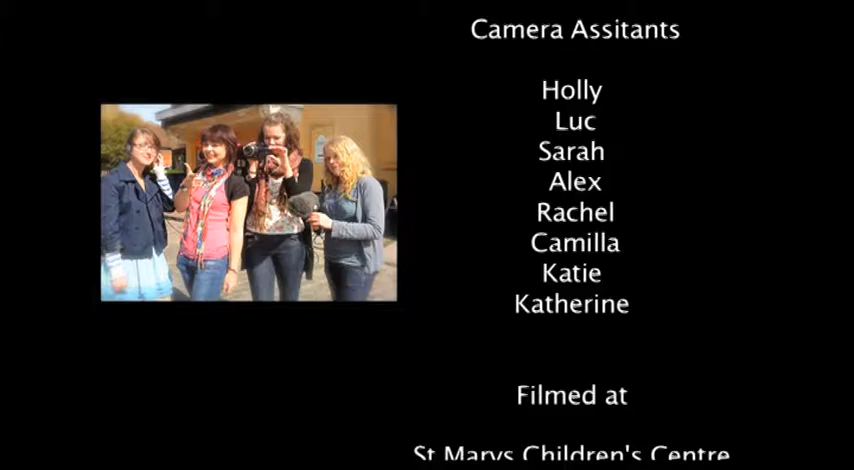 Camera Assitants
Holly
Luc
Sarah
Alex
Rachel
Camilla
Katie
Katherine
Filmed at
St Marys Children's Centre